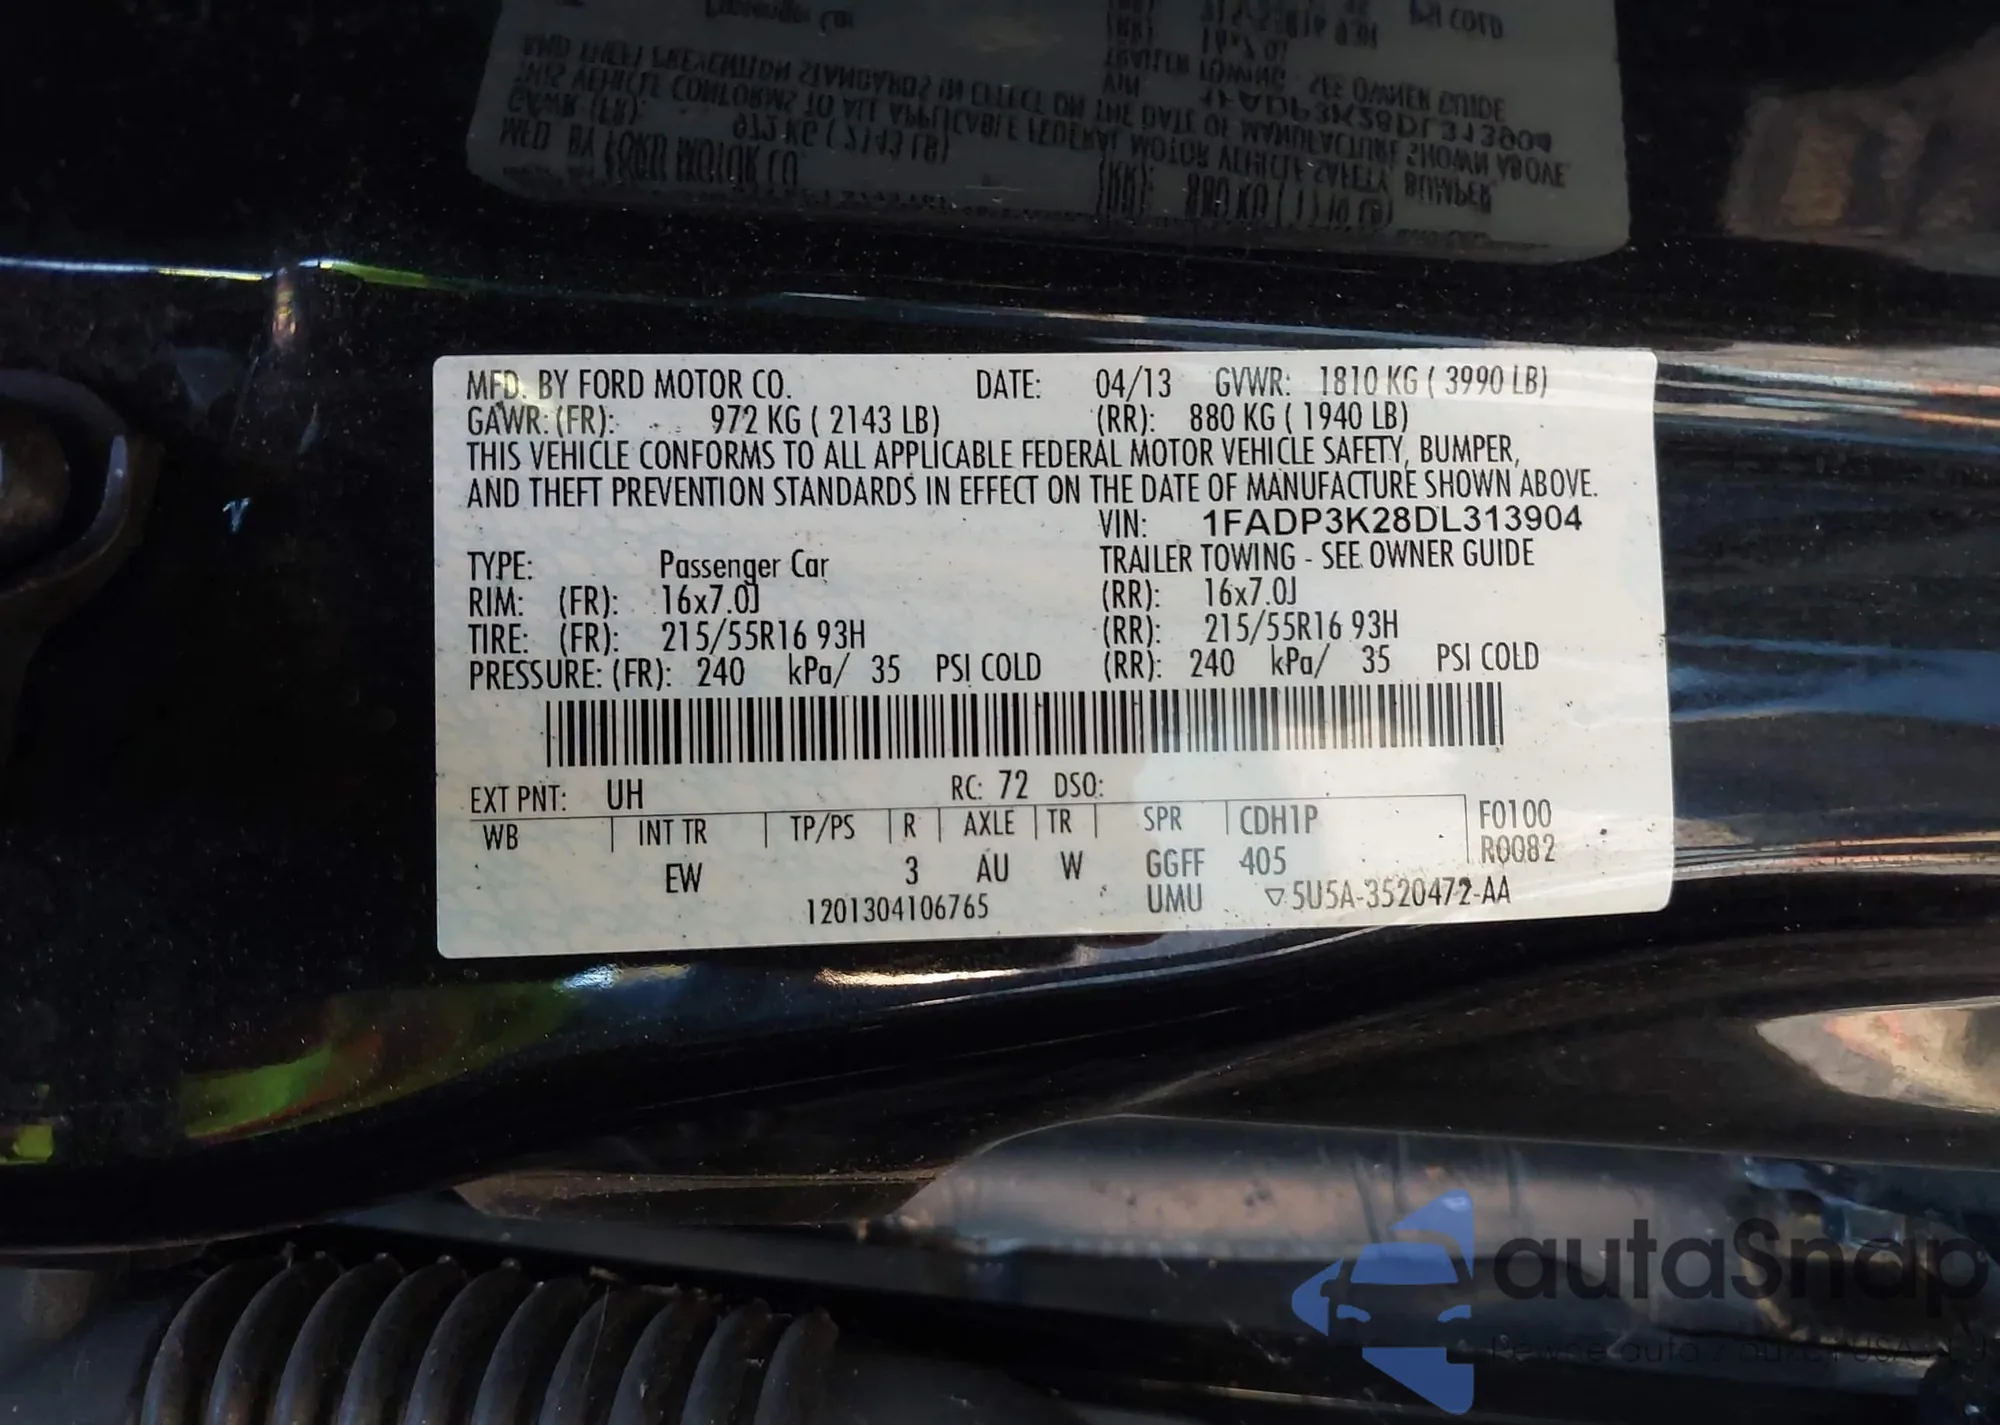 MFD. BY FORD MOTOR CO. DATE: 04/13 GVWR: 1810 KG ( 3990 LB)
GAWR: (FR): 972 KG ( 2143 LB) (RR): 880 KG ( 1940 LB)
THIS VEHICLE CONFORMS TO ALL APPLICABLE FEDERAL MOTOR VEHICLE SAFETY, BUMPER,
AND THEFT PREVENTION STANDARDS IN EFFECT ON THE DATE OF MANUFACTURE SHOWN ABOVE.
VIN: 1FADP3K28DL313904
TYPE: Passenger Car TRAILER TOWING - SEE OWNER GUIDE
RIM: (FR): 16x7.0J (RR): 16x7.0J
TIRE: (FR): 215/55R16 93H (RR): 215/55R16 93H
PRESSURE: (FR): 240 kPa/ 35 PSI COLD (RR): 240 kPa/ 35 PSI COLD
EXT PNT: UH RC: 72 DSO:
WB INT TR TP/PS R AXLE TR SPR CDH1P F0100
R0082
EW 3 AU W GGFF 405
1201304106765 UMU 5U5A-3520472-AA
autaSnap